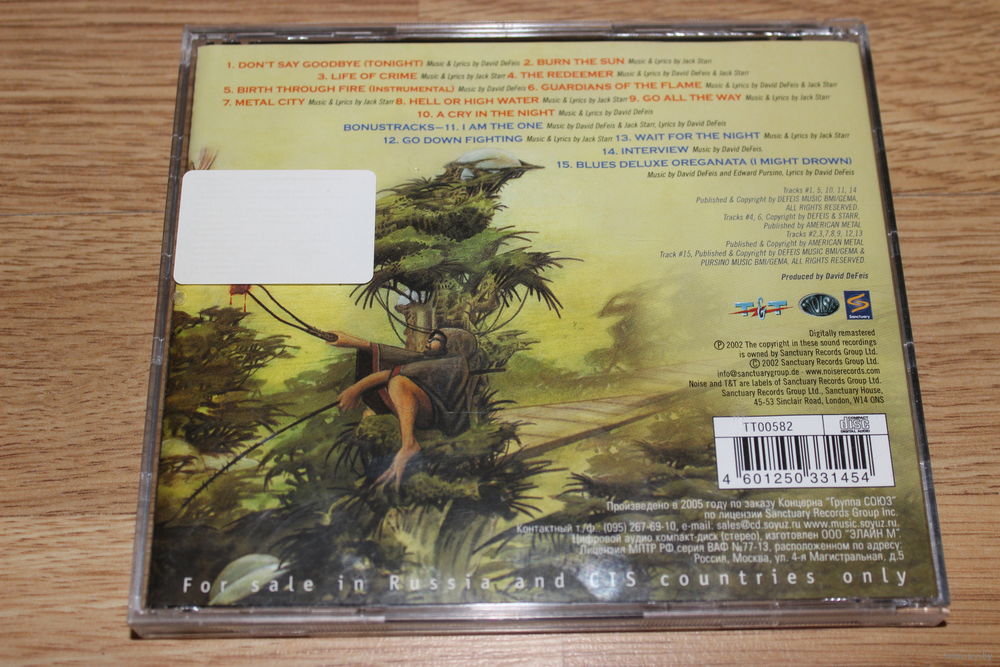 1. DON'T SAY GOODBYE (TONIGHT) Music & Lyrics by David DeFeis 2. BURN THE SUN Music & Lyrics by Jack Starr
3. LIFE OF CRIME Music & Lyrics by Jack Starr 4. THE REDEEMER Music & Lyrics by David DeFeis & Jack Starr
5. BIRTH THROUGH FIRE (INSTRUMENTAL) Music by David DeFeis 6. GUARDIANS OF THE FLAME Music & Lyrics by David DeFeis & Jack Starr
7. METAL CITY Music & Lyrics by Jack Starr 8. HELL OR HIGH WATER Music & Lyrics by Jack Starr 9. GO ALL THE WAY Music & Lyrics by Jack Starr
10. A CRY IN THE NIGHT Music & Lyrics by David DeFeis
BONUSTRACKS—11. I AM THE ONE Music by David DeFeis & Jack Starr, Lyrics by David DeFeis
12. GO DOWN FIGHTING Music & Lyrics by Jack Starr 13. WAIT FOR THE NIGHT Music & Lyrics by Jack Starr
14. INTERVIEW Music & Lyrics by David DeFeis.
15. BLUES DELUXE OREGANATA (I MIGHT DROWN)
Music by David DeFeis and Edward Pursino, Lyrics by David DeFeis
Tracks #1, 5, 10, 11, 14
Published & Copyright by DEFEIS MUSIC BMI/GEMA,
ALL RIGHTS RESERVED.
Tracks #4, 6, Copyright by DEFEIS & STARR,
Published by AMERICAN METAL
Tracks #2,3,7,8,9, 12,13
Published & Copyright by AMERICAN METAL
Track #15, Published & Copyright by DEFEIS MUSIC BMI &
PURSINO MUSIC BMI/GEMA, ALL RIGHTS RESERVED.
Produced by David DeFeis
T&T NOISE Sanctuary
Digitally remastered
℗ 2002 The copyright in these sound recordings
is owned by Sanctuary Records Group Ltd.
© 2002 Sanctuary Records Group Ltd.
info@sanctuarygroup.de · www.noiserecords.com
Noise and T&T are labels of Sanctuary Records Group Ltd.
Sanctuary Records Group Ltd., Sanctuary House,
45-53 Sinclair Road, London, W14 0NS
TT00582 COMPACT disc DIGITAL AUDIO
4 601250 331454
Произведено в 2005 году по заказу Концерна "Группа СОЮЗ"
по лицензии Sanctuary Records Group Inc.
Контактный т./ф. (095) 267-69-10, e-mail: sales@cd.soyuz.ru www.music.soyuz.ru
Цифровой аудио компакт-диск (стерео), изготовлен ООО "ЭЛАЙН М".
Лицензия МПТР РФ серия ВАФ №77-13, расположенном по адресу:
Россия, Москва, ул. 4-я Магистральная, д.5
For sale in Russia and CIS countries only